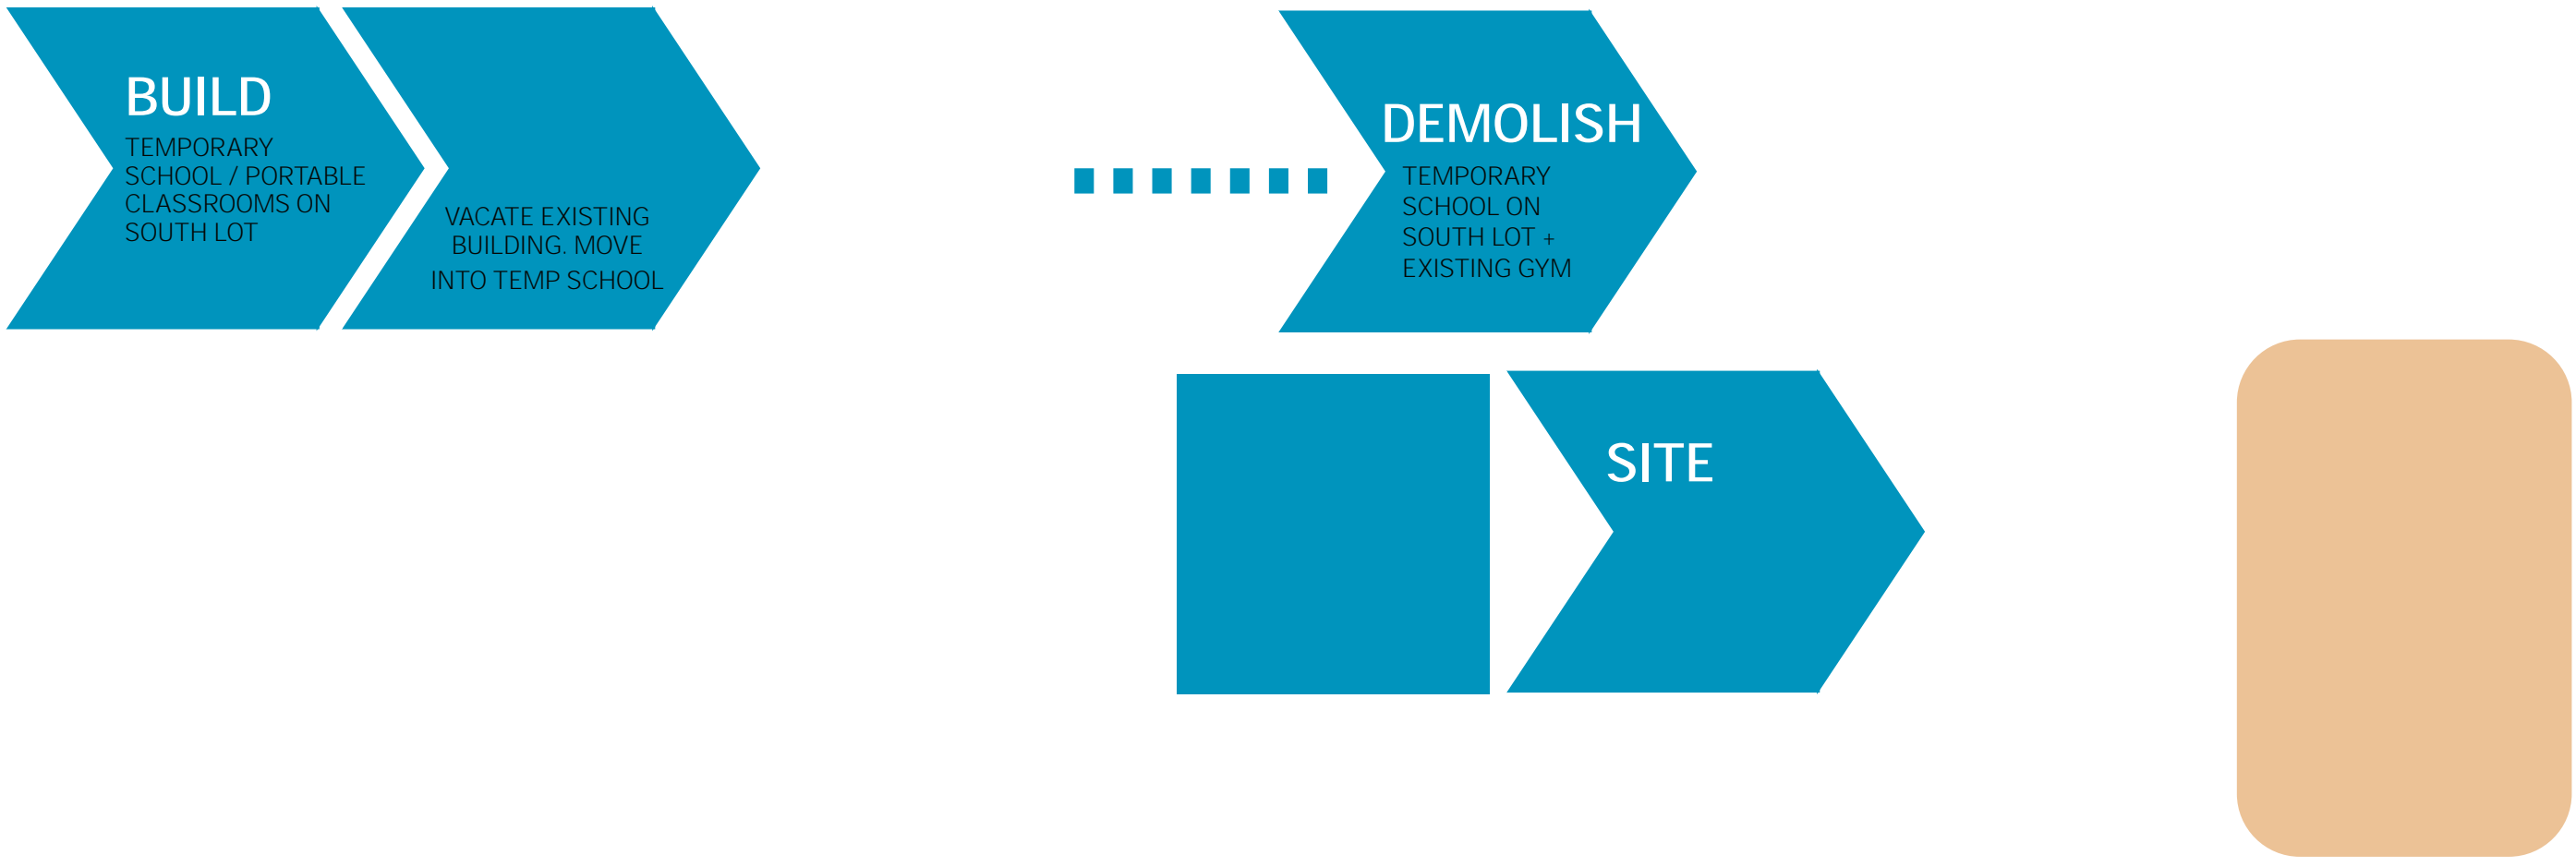 BUILD
TEMPORARY
SCHOOL / PORTABLE
CLASSROOMS ON
SOUTH LOT
VACATE EXISTING
BUILDING. MOVE
INTO TEMP SCHOOL
DEMOLISH
TEMPORARY
SCHOOL ON
SOUTH LOT +
EXISTING GYM
SITE